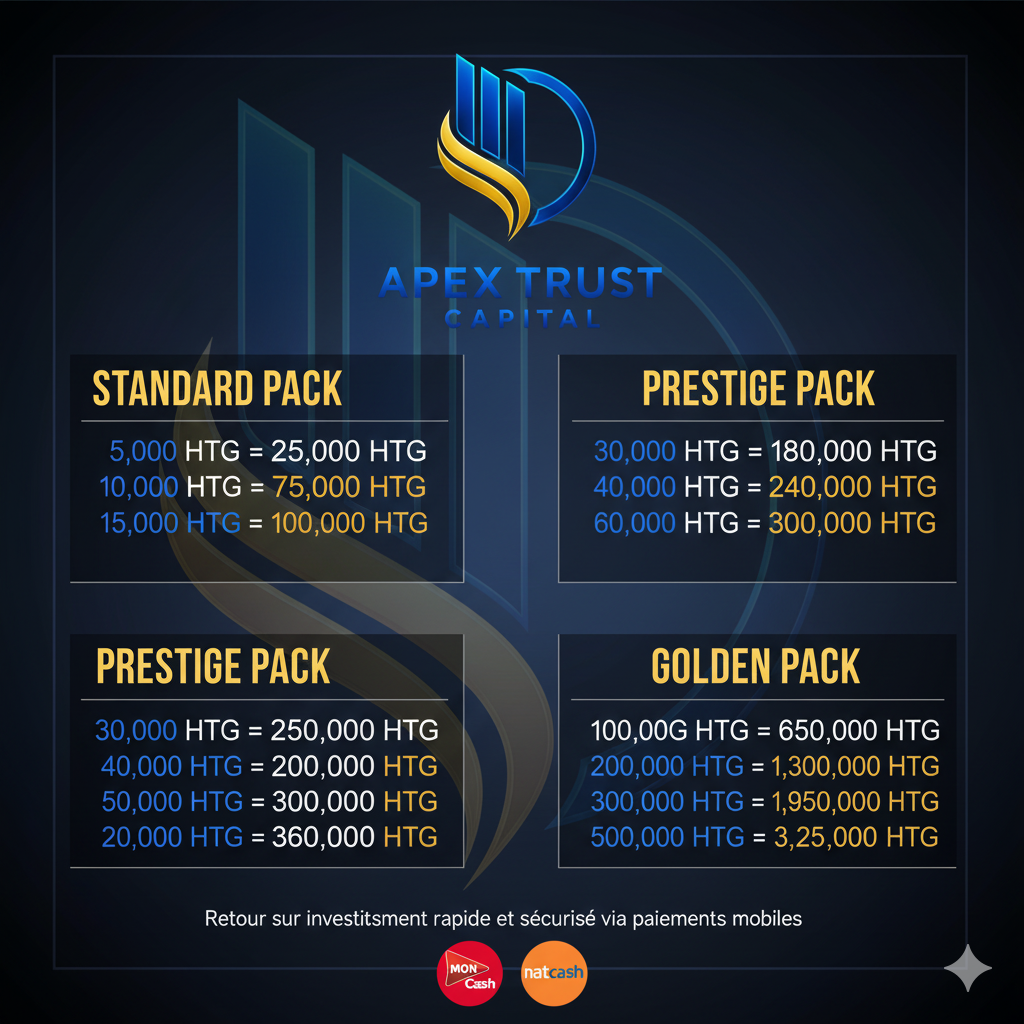 APEX TRUST
CAPITAL
STANDARD PACK
5,000 HTG = 25,000 HTG
10,000 HTG = 75,000 HTG
15,000 HTG = 100,000 HTG
PRESTIGE PACK
30,000 HTG = 180,000 HTG
40,000 HTG = 240,000 HTG
60,000 HTG = 300,000 HTG
PRESTIGE PACK
30,000 HTG = 250,000 HTG
40,000 HTG = 200,000 HTG
50,000 HTG = 300,000 HTG
20,000 HTG = 360,000 HTG
GOLDEN PACK
100,00G HTG = 650,000 HTG
200,000 HTG = 1,300,000 HTG
300,000 HTG = 1,950,000 HTG
500,000 HTG = 3,25,000 HTG
Retour sur investitsment rapide et sécurisé via paiements mobiles
MON
Cash
natcash